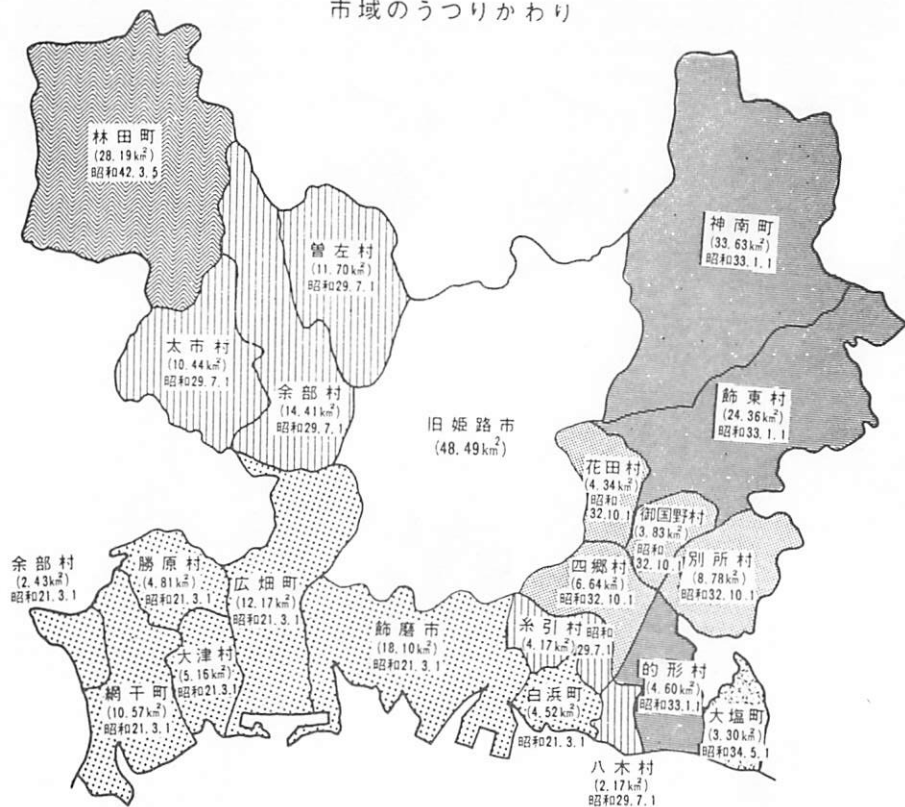 市域のうつりかわり
林田町
(28.19km²)
昭和42.3.5
神南町
(33.63km²)
昭和33.1.1
曽左村
(11.70km²)
昭和29.7.1
太市村
(10.44km²)
昭和29.7.1
余部村
(14.41km²)
昭和29.7.1
飾東村
(24.36km²)
昭和33.1.1
旧姫路市
(48.49km²)
花田村
(4.34km²)
昭和
32.10.1
御国野村
(3.83km²)
昭和
32.10.1
別所村
(8.78km²)
昭和32.10.1
四郷村
(6.64km²)
昭和32.10.1
余部村
(2.43km²)
昭和21.3.1
勝原村
(4.81km²)
昭和21.3.1
広畑町
(12.17km²)
昭和21.3.1
飾磨市
(18.10km²)
昭和21.3.1
糸引村
(4.17km²)
昭和
29.7.1
大津村
(5.16km²)
昭和21.3.1
網干町
(10.57km²)
昭和21.3.1
白浜町
(4.52km²)
昭和21.3.1
的形村
(4.60km²)
昭和33.1.1
大塩町
(3.30km²)
昭和34.5.1
八木村
(2.17km²)
昭和29.7.1